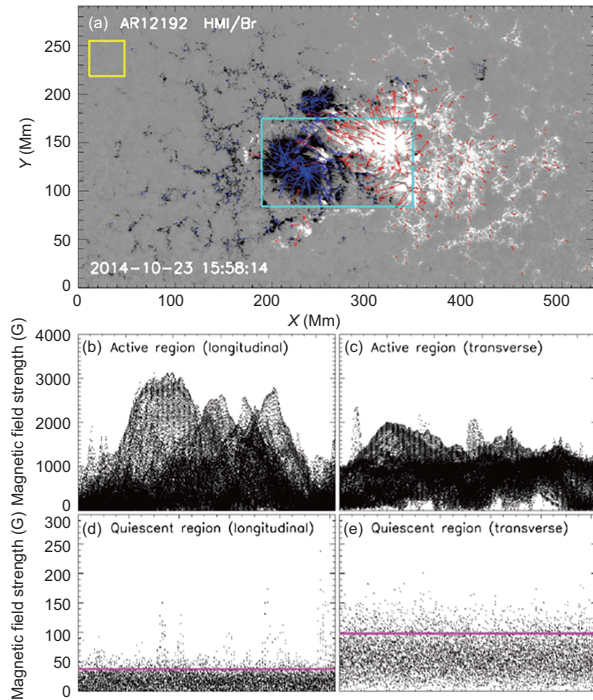 (a) AR12192 HMI/Br
250
200
150
100
50
0
Y (Mm)
2014-10-23 15:58:14
0 100 200 300 400 500
X (Mm)
(b) Active region (longitudinal)
(c) Active region (transverse)
4000
3000
2000
1000
0
Magnetic field strength (G)
(d) Quiescent region (longitudinal)
(e) Quiescent region (transverse)
300
250
200
150
100
50
0
Magnetic field strength (G)